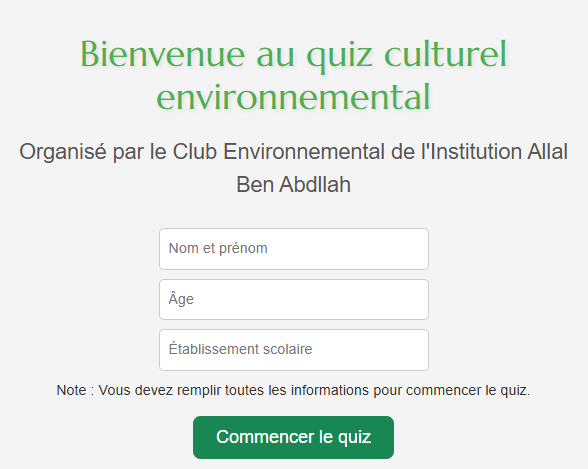 Bienvenue au quiz culturel
environnemental
Organisé par le Club Environnemental de l'Institution Allal
Ben Abdllah
Nom et prénom
Âge
Établissement scolaire
Note : Vous devez remplir toutes les informations pour commencer le quiz.
Commencer le quiz